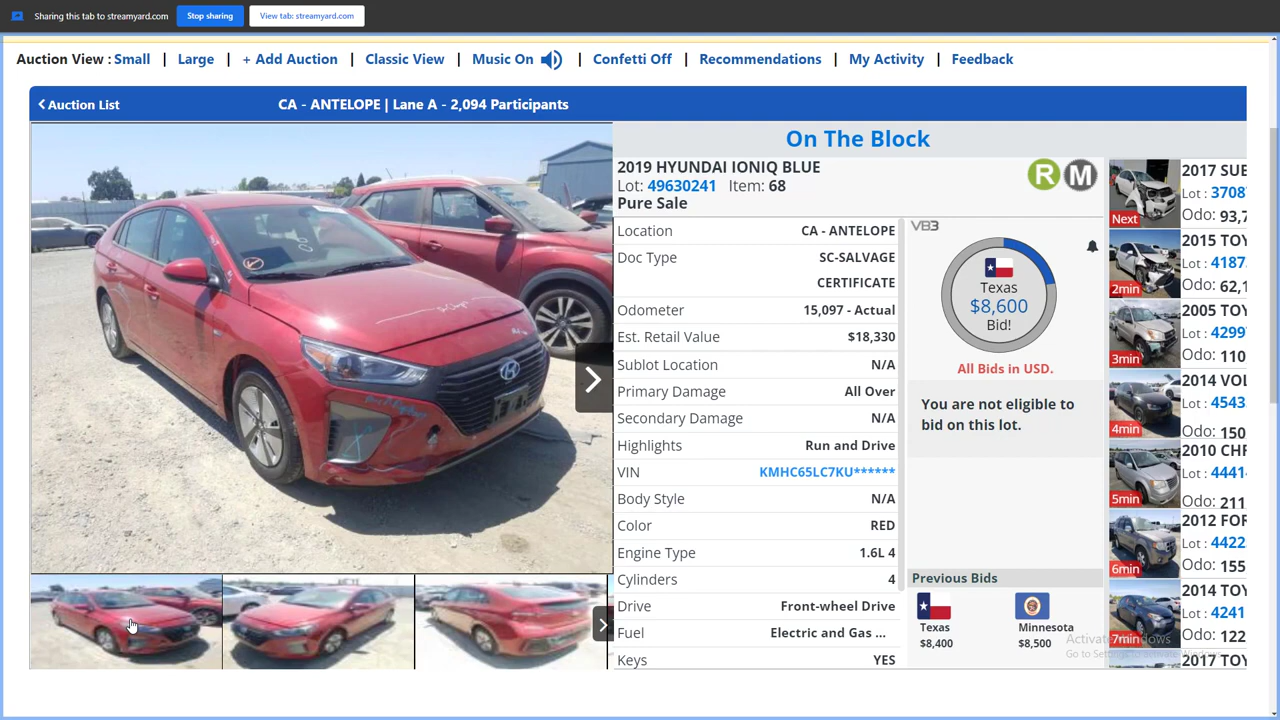 Sharing this tab to streamyard.com
Stop sharing
View tab: streamyard.com
Auction View : Small | Large | + Add Auction | Classic View | Music On | Confetti Off | Recommendations | My Activity | Feedback
Auction List
CA - ANTELOPE | Lane A - 2,094 Participants
On The Block
2019 HYUNDAI IONIQ BLUE
Lot: 49630241 Item: 68
Pure Sale
R M
Location CA - ANTELOPE
Doc Type SC-SALVAGE
CERTIFICATE
Odometer 15,097 - Actual
Est. Retail Value $18,330
Sublot Location N/A
Primary Damage All Over
Secondary Damage N/A
Highlights Run and Drive
VIN KMHC65LC7KU******
Body Style N/A
Color RED
Engine Type 1.6L 4
Cylinders 4
Drive Front-wheel Drive
Fuel Electric and Gas ...
Keys YES
VB3
Texas
$8,600
Bid!
All Bids in USD.
You are not eligible to
bid on this lot.
Previous Bids
Texas
$8,400
Minnesota
$8,500
Next
2017 SUB
Lot : 3708
Odo: 93,7
2min
2015 TOY
Lot : 4187
Odo: 62,1
3min
2005 TOY
Lot : 4299
Odo: 110
4min
2014 VOL
Lot : 4543
Odo: 150
5min
2010 CHR
Lot : 4441
Odo: 211
6min
2012 FOR
Lot : 4422
Odo: 155
7min
2014 TOY
Lot : 4241
Odo: 122
2017 TOY
Activate Windows
Go to Settings to activate Windows.